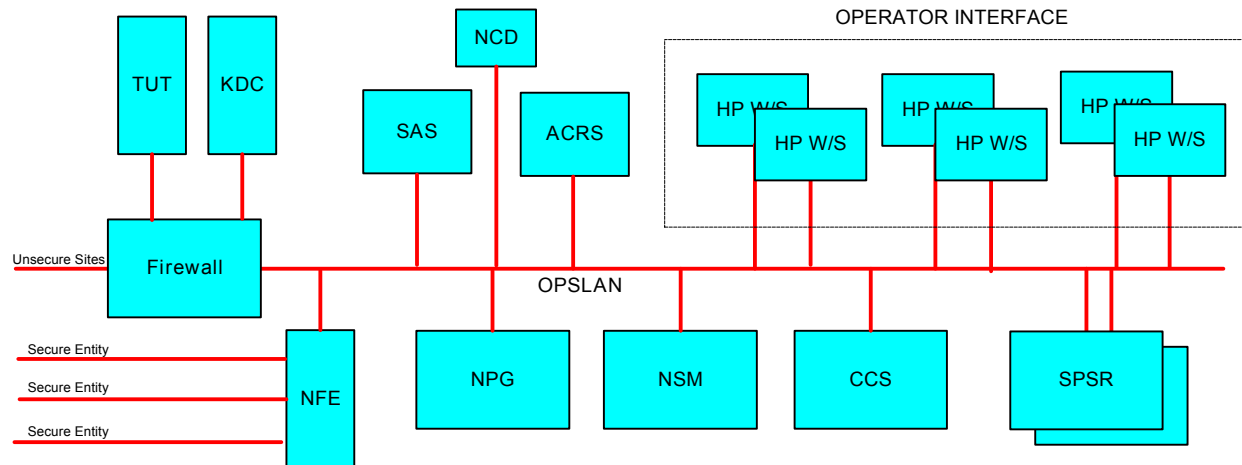 OPERATOR INTERFACE
TUT
KDC
NCD
SAS
ACRS
HP W/S
HP W/S
HP W/S
HP W/S
HP W/S
HP W/S
Unsecure Sites
Firewall
OPSLAN
Secure Entity
Secure Entity
Secure Entity
NFE
NPG
NSM
CCS
SPSR